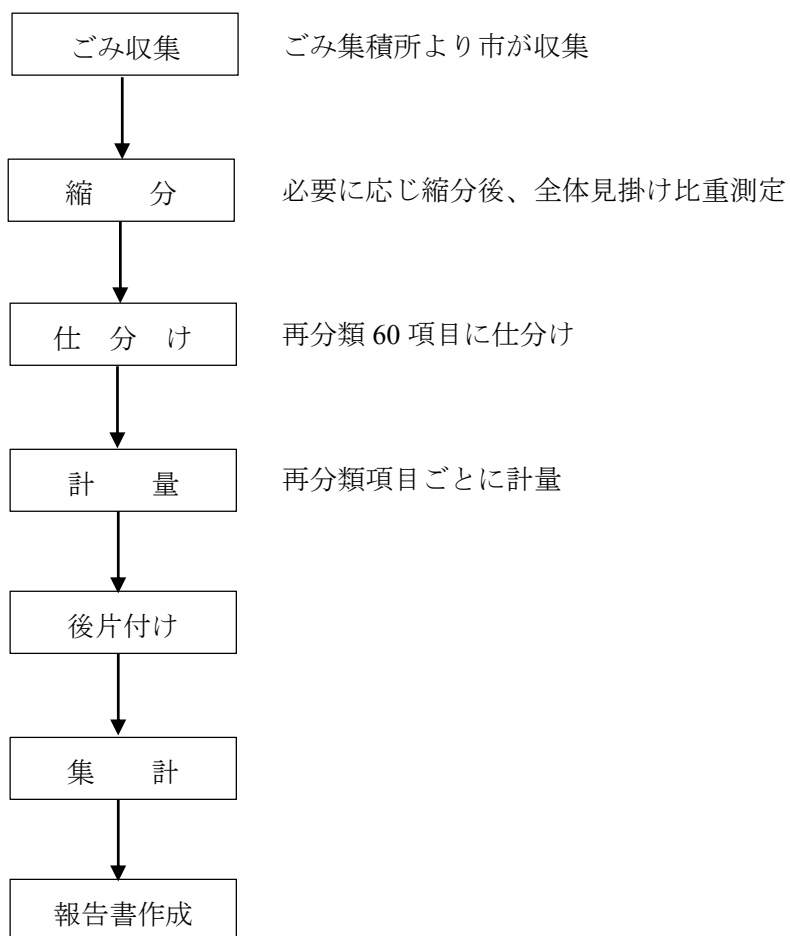 ごみ収集 ごみ集積所より市が収集
縮 分 必要に応じ縮分後、全体見掛け比重測定
仕 分 け 再分類 60 項目に仕分け
計 量 再分類項目ごとに計量
後片付け
集 計
報告書作成